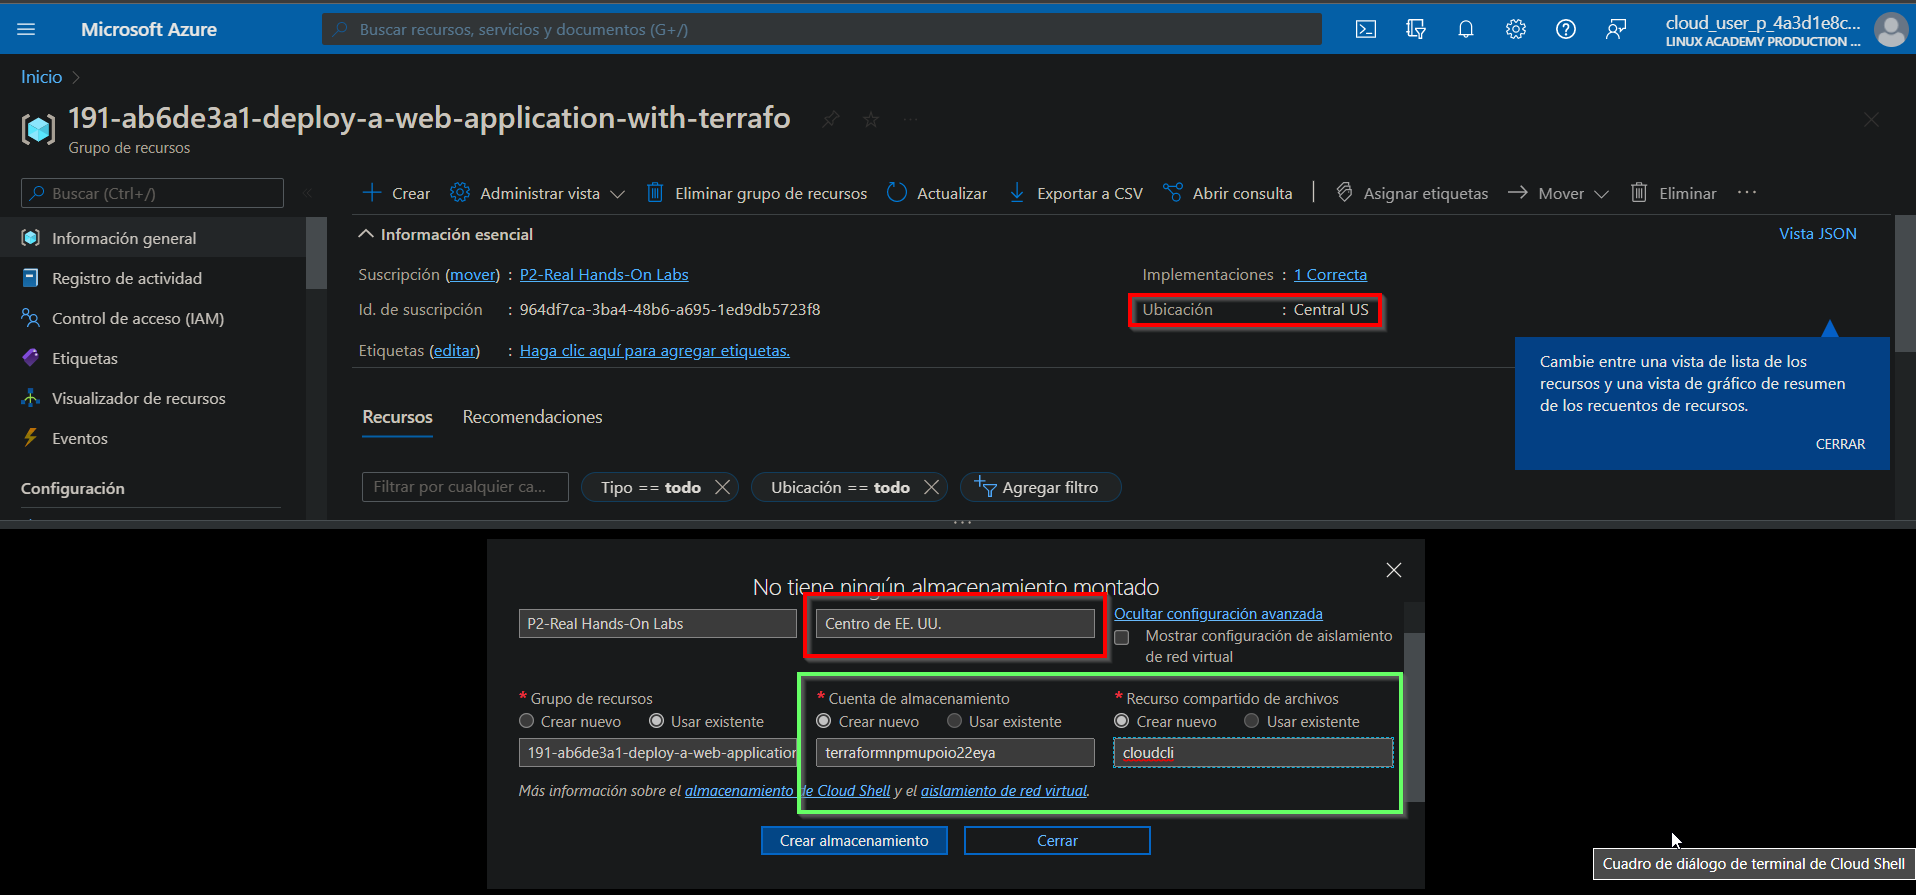 Microsoft Azure
Buscar recursos, servicios y documentos (G+/)
cloud_user_p_4a3d1e8c...
LINUX ACADEMY PRODUCTION ...
Inicio
191-ab6de3a1-deploy-a-web-application-with-terrafo
Grupo de recursos
Buscar (Ctrl+/)
Crear
Administrar vista
Eliminar grupo de recursos
Actualizar
Exportar a CSV
Abrir consulta
Asignar etiquetas
Mover
Eliminar
Información general
Registro de actividad
Control de acceso (IAM)
Etiquetas
Visualizador de recursos
Eventos
Configuración
Información esencial
Vista JSON
Suscripción (mover) : P2-Real Hands-On Labs
Id. de suscripción : 964df7ca-3ba4-48b6-a695-1ed9db5723f8
Etiquetas (editar) : Haga clic aquí para agregar etiquetas.
Implementaciones : 1 Correcta
Ubicación : Central US
Cambie entre una vista de lista de los
recursos y una vista de gráfico de resumen
de los recuentos de recursos.
CERRAR
Recursos
Recomendaciones
Filtrar por cualquier ca...
Tipo == todo
Ubicación == todo
Agregar filtro
No tiene ningún almacenamiento montado
P2-Real Hands-On Labs
Centro de EE. UU.
Ocultar configuración avanzada
Mostrar configuración de aislamiento
de red virtual
* Grupo de recursos
Crear nuevo
Usar existente
191-ab6de3a1-deploy-a-web-application
* Cuenta de almacenamiento
Crear nuevo
Usar existente
terraformnpmupoio22eya
* Recurso compartido de archivos
Crear nuevo
Usar existente
cloudcli
Más información sobre el almacenamiento de Cloud Shell y el aislamiento de red virtual.
Crear almacenamiento
Cerrar
Cuadro de diálogo de terminal de Cloud Shell